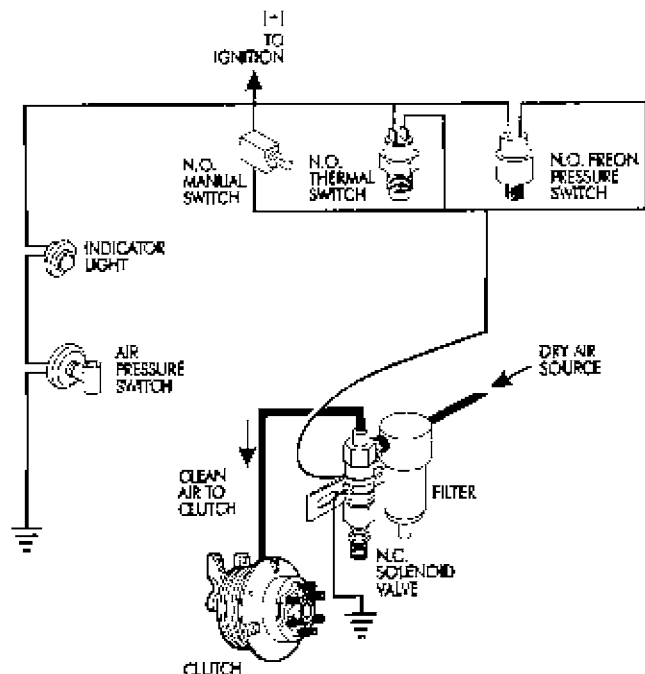 [+]
TO
IGNITION
N.O.
MANUAL
SWITCH
N.O.
THERMAL
SWITCH
N.O. FREON
PRESSURE
SWITCH
INDICATOR
LIGHT
AIR
PRESSURE
SWITCH
DRY AIR
SOURCE
CLEAN
AIR TO
CLUTCH
FILTER
N.C.
SOLENOID
VALVE
CLUTCH